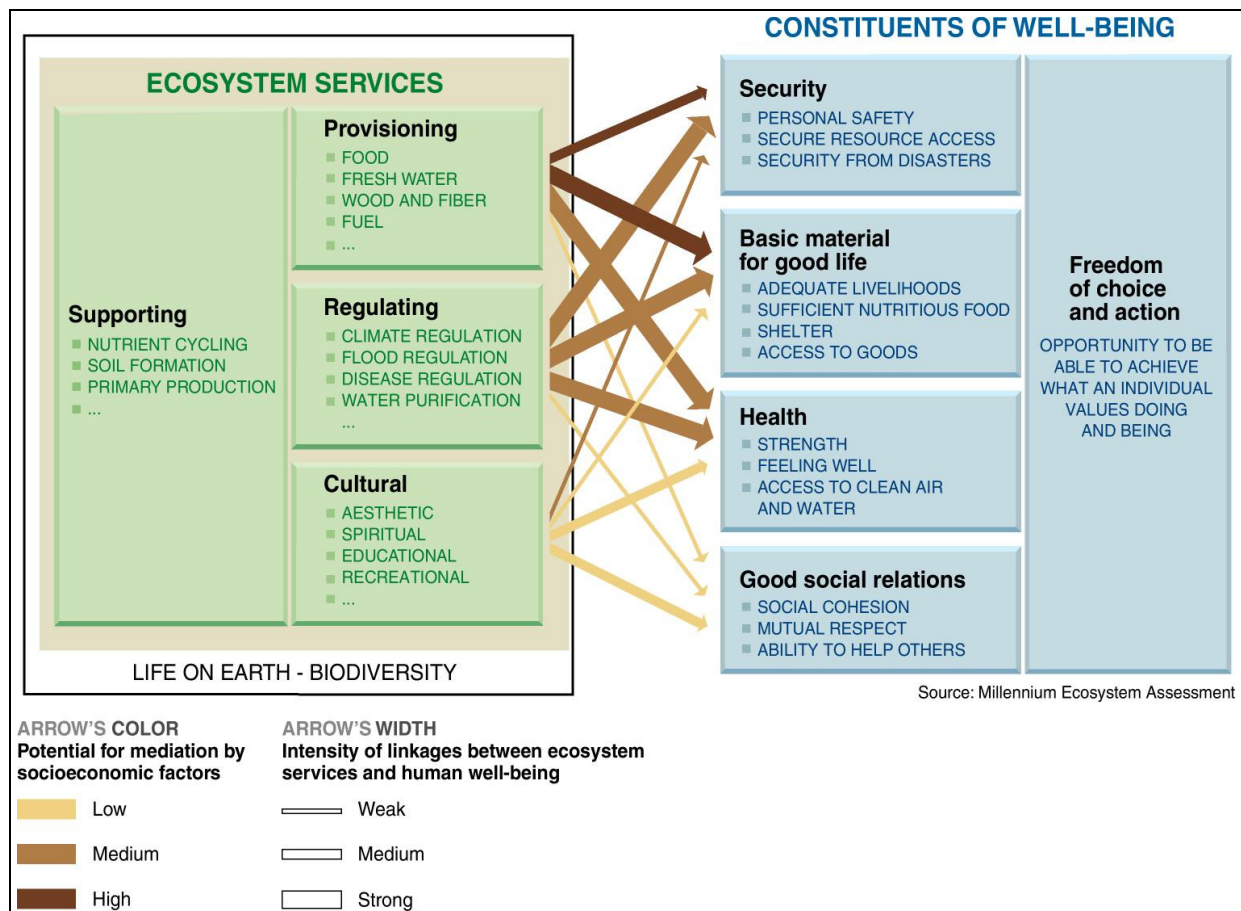 CONSTITUENTS OF WELL-BEING
ECOSYSTEM SERVICES
Supporting
NUTRIENT CYCLING
SOIL FORMATION
PRIMARY PRODUCTION
...
Provisioning
FOOD
FRESH WATER
WOOD AND FIBER
FUEL
...
Regulating
CLIMATE REGULATION
FLOOD REGULATION
DISEASE REGULATION
WATER PURIFICATION
...
Cultural
AESTHETIC
SPIRITUAL
EDUCATIONAL
RECREATIONAL
...
LIFE ON EARTH - BIODIVERSITY
Security
PERSONAL SAFETY
SECURE RESOURCE ACCESS
SECURITY FROM DISASTERS
Basic material
for good life
ADEQUATE LIVELIHOODS
SUFFICIENT NUTRITIOUS FOOD
SHELTER
ACCESS TO GOODS
Health
STRENGTH
FEELING WELL
ACCESS TO CLEAN AIR
AND WATER
Good social relations
SOCIAL COHESION
MUTUAL RESPECT
ABILITY TO HELP OTHERS
Freedom
of choice
and action
OPPORTUNITY TO BE
ABLE TO ACHIEVE
WHAT AN INDIVIDUAL
VALUES DOING
AND BEING
Source: Millennium Ecosystem Assessment
ARROW'S COLOR
Potential for mediation by
socioeconomic factors
Low
Medium
High
ARROW'S WIDTH
Intensity of linkages between ecosystem
services and human well-being
Weak
Medium
Strong